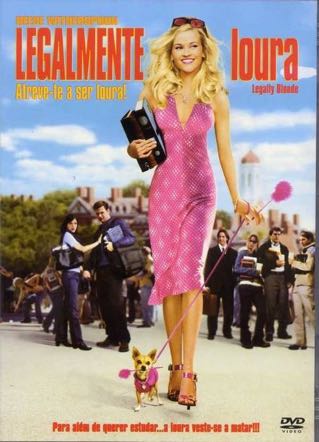 REESE WITHERSPOON
LEGALMENTE loura
Atreve-te a ser loura!
Legally Blonde
Para além de querer estudar...a loura veste-se a matar!
DVD
VIDEO